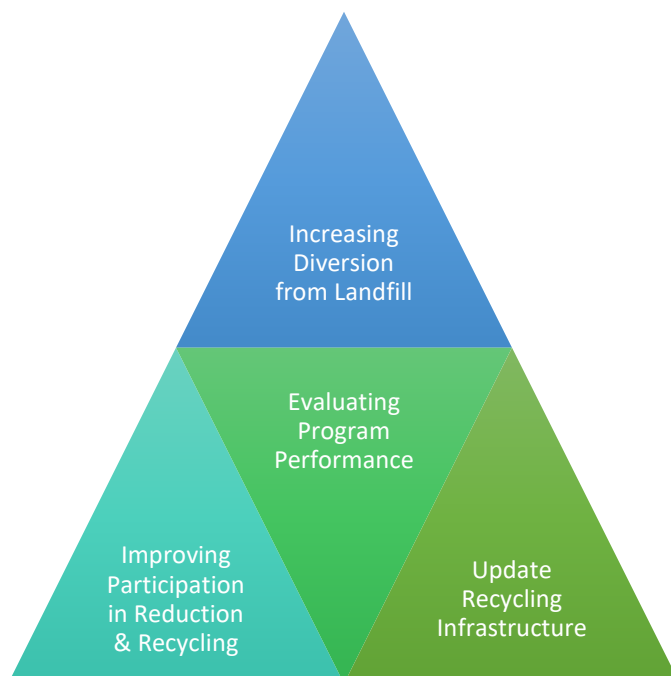 Increasing
Diversion
from Landfill
Evaluating
Program
Performance
Improving
Participation
in Reduction
& Recycling
Update
Recycling
Infrastructure